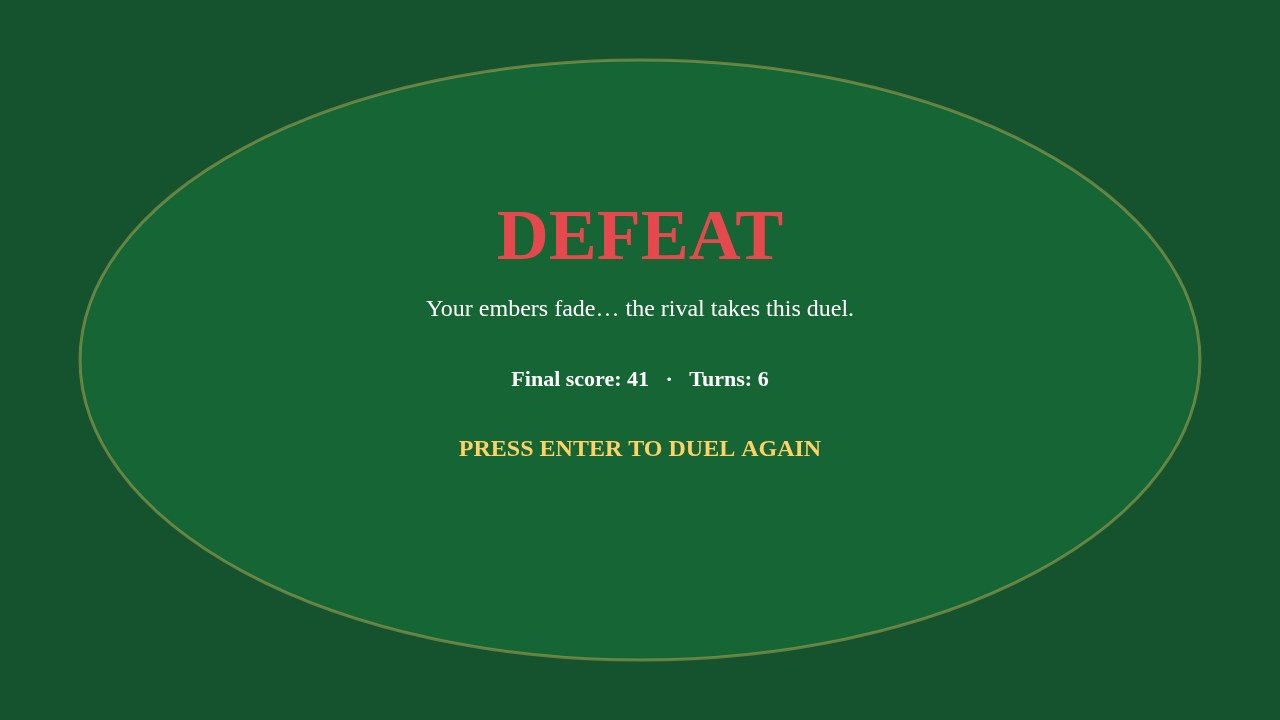 DEFEAT
Your embers fade… the rival takes this duel.
Final score: 41 · Turns: 6
PRESS ENTER TO DUEL AGAIN